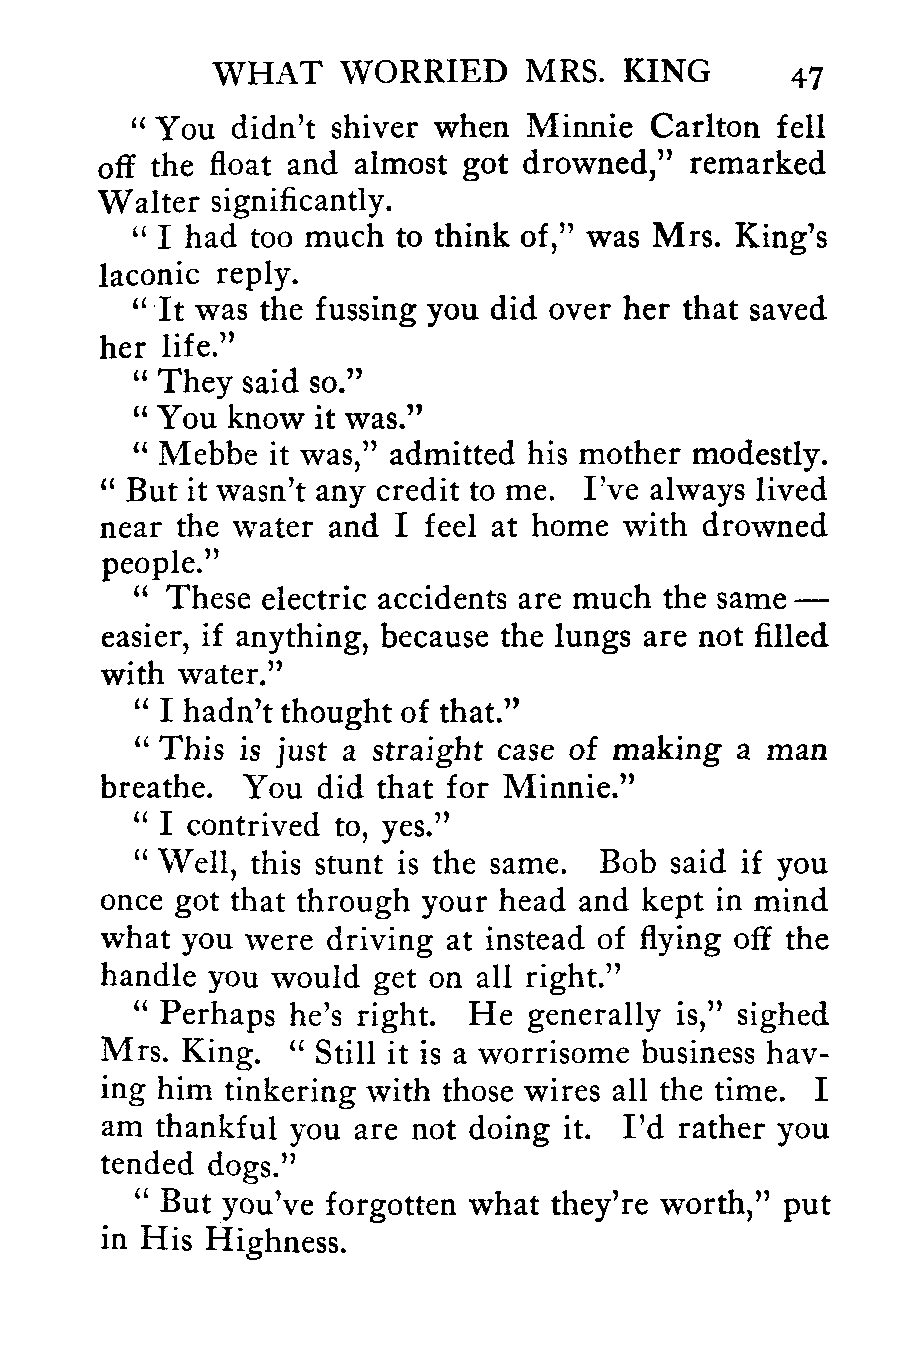 WHAT WORRIED MRS. KING 47
“ You didn’t shiver when Minnie Carlton fell
off the float and almost got drowned,” remarked
Walter significantly.
“ I had too much to think of,” was Mrs. King’s
laconic reply.
“ It was the fussing you did over her that saved
her life.”
“ They said so.”
“ You know it was.”
“ Mebbe it was,” admitted his mother modestly.
“ But it wasn’t any credit to me. I’ve always lived
near the water and I feel at home with drowned
people.”
“ These electric accidents are much the same —
easier, if anything, because the lungs are not filled
with water.”
“ I hadn’t thought of that.”
“ This is just a straight case of making a man
breathe. You did that for Minnie.”
“ I contrived to, yes.”
“ Well, this stunt is the same. Bob said if you
once got that through your head and kept in mind
what you were driving at instead of flying off the
handle you would get on all right.”
“ Perhaps he’s right. He generally is,” sighed
Mrs. King. “ Still it is a worrisome business hav-
ing him tinkering with those wires all the time. I
am thankful you are not doing it. I’d rather you
tended dogs.”
“ But you’ve forgotten what they’re worth,” put
in His Highness.